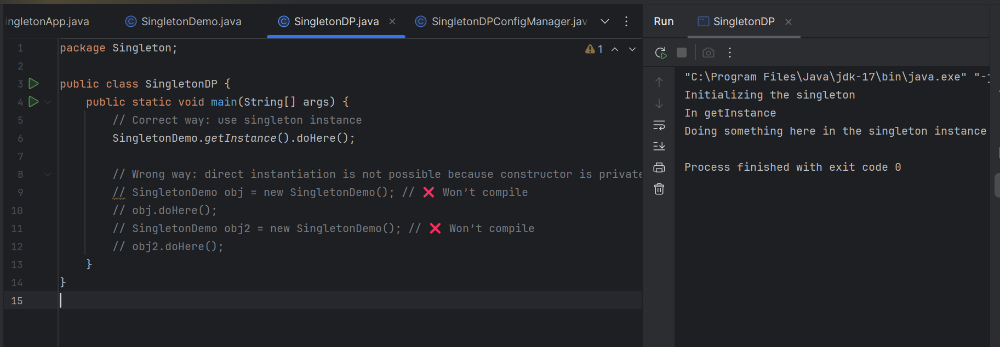 ingletonApp.java SingletonDemo.java SingletonDP.java SingletonDPConfigManager.jav
1 package Singleton;
2
3 public class SingletonDP {
4 public static void main(String[] args) {
5 // Correct way: use singleton instance
6 SingletonDemo.getInstance().doHere();
7
8 // Wrong way: direct instantiation is not possible because constructor is private
9 // SingletonDemo obj = new SingletonDemo(); // ❌ Won’t compile
10 // obj.doHere();
11 // SingletonDemo obj2 = new SingletonDemo(); // ❌ Won’t compile
12 // obj2.doHere();
13 }
14 }
15
1
Run SingletonDP
"C:\Program Files\Java\jdk-17\bin\java.exe" "-j
Initializing the singleton
In getInstance
Doing something here in the singleton instance
Process finished with exit code 0